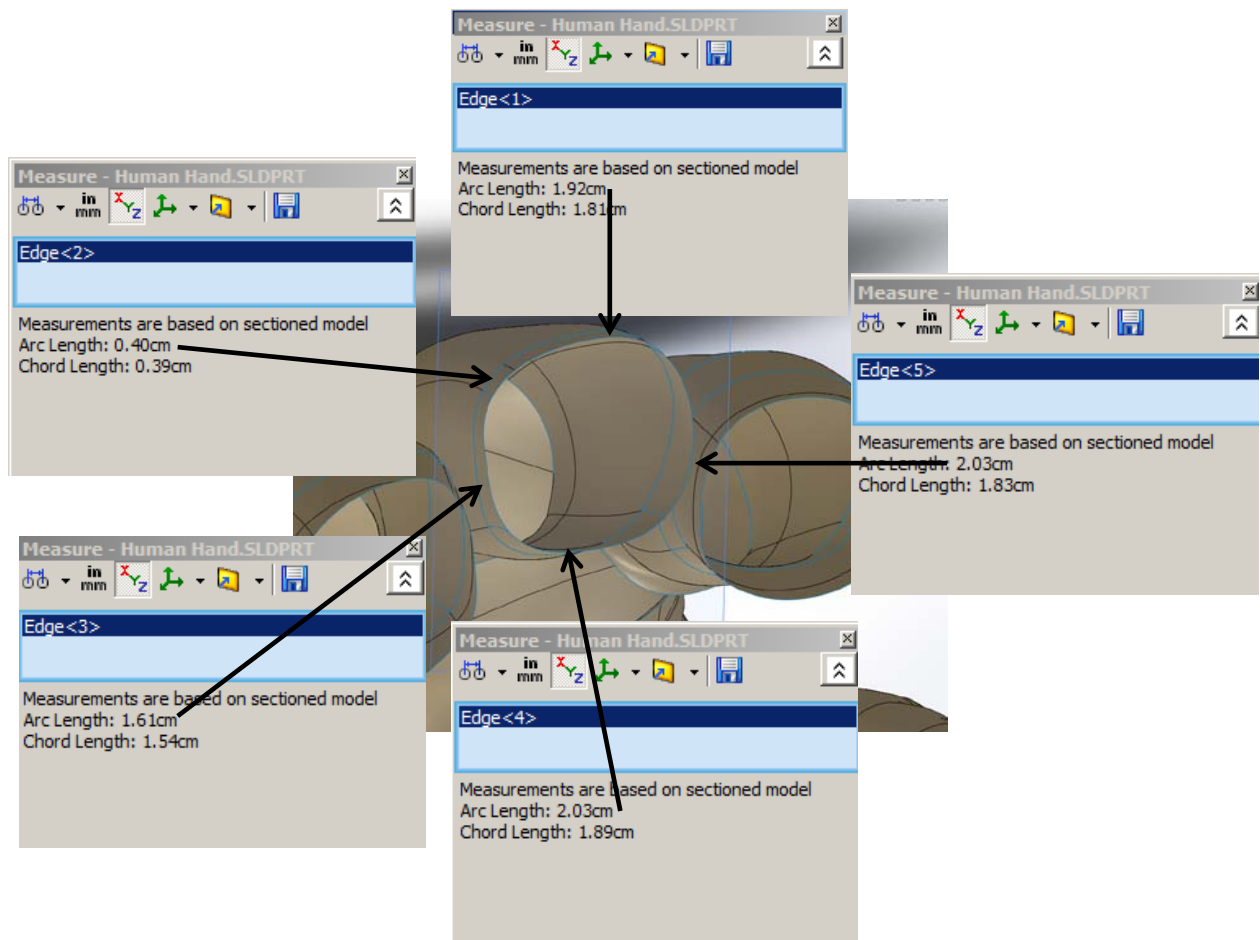 Measure - Human Hand.SLDPRT
in
mm
X
Y
Z
Edge<1>
Measurements are based on sectioned model
Arc Length: 1.92cm
Chord Length: 1.81cm
Measure - Human Hand.SLDPRT
in
mm
X
Y
Z
Edge<2>
Measurements are based on sectioned model
Arc Length: 0.40cm
Chord Length: 0.39cm
Measure - Human Hand.SLDPRT
in
mm
X
Y
Z
Edge<5>
Measurements are based on sectioned model
Arc Length: 2.03cm
Chord Length: 1.83cm
Measure - Human Hand.SLDPRT
in
mm
X
Y
Z
Edge<3>
Measurements are based on sectioned model
Arc Length: 1.61cm
Chord Length: 1.54cm
Measure - Human Hand.SLDPRT
in
mm
X
Y
Z
Edge<4>
Measurements are based on sectioned model
Arc Length: 2.03cm
Chord Length: 1.89cm